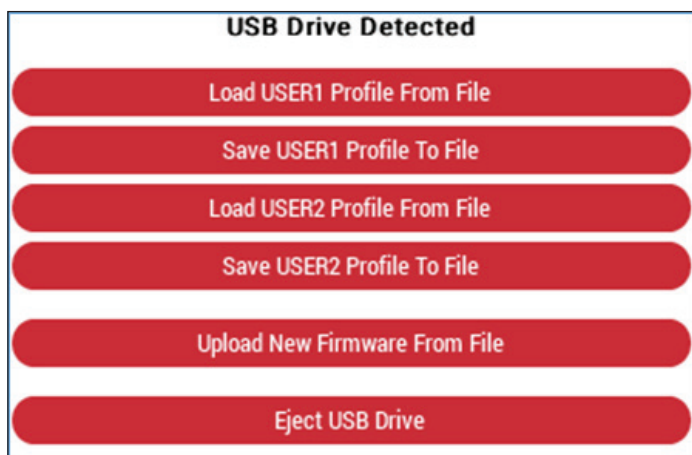 USB Drive Detected
Load USER1 Profile From File
Save USER1 Profile To File
Load USER2 Profile From File
Save USER2 Profile To File
Upload New Firmware From File
Eject USB Drive